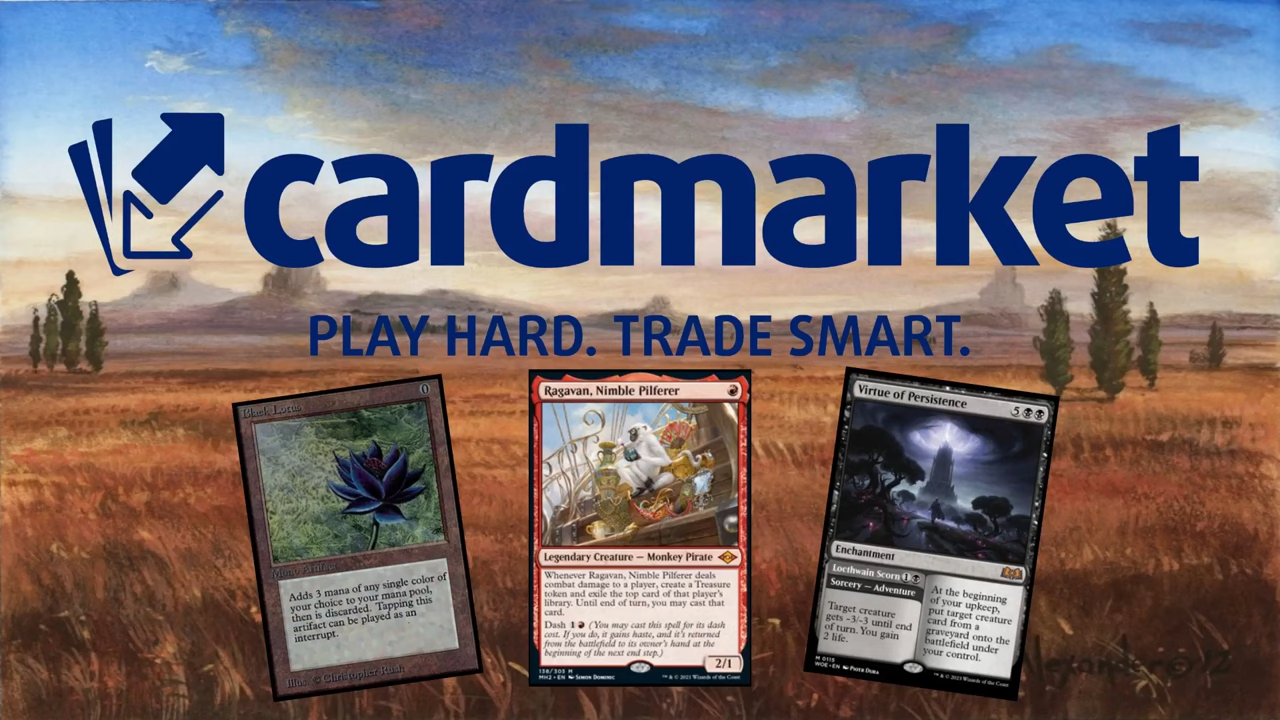 cardmarket
PLAY HARD. TRADE SMART.
Black Lotus
0
Mono Artifact
Adds 3 mana of any single color of
your choice to your mana pool,
then is discarded. Tapping this
artifact can be played as an
interrupt.
Illus. © Christopher Rush
Ragavan, Nimble Pilferer
Legendary Creature — Monkey Pirate
Whenever Ragavan, Nimble Pilferer deals
combat damage to a player, create a Treasure
token and exile the top card of that player's
library. Until end of turn, you may cast that
card.
Dash 1 (You may cast this spell for its dash
cost. If you do, it gains haste, and it's returned
from the battlefield to its owner's hand at the
beginning of the next end step.)
2/1
138/303 M
MH2 • EN Simon Dominic
™ & © 2021 Wizards of the Coast
Virtue of Persistence
5
Enchantment
Locthwain Scorn 1
Sorcery — Adventure
Target creature
gets -3/-3 until end
of turn. You gain
2 life.
At the beginning
of your upkeep,
put target creature
card from a
graveyard onto the
battlefield under
your control.
M 0115
WOE • EN Piotr Dura
™ & © 2023 Wizards of the Coast